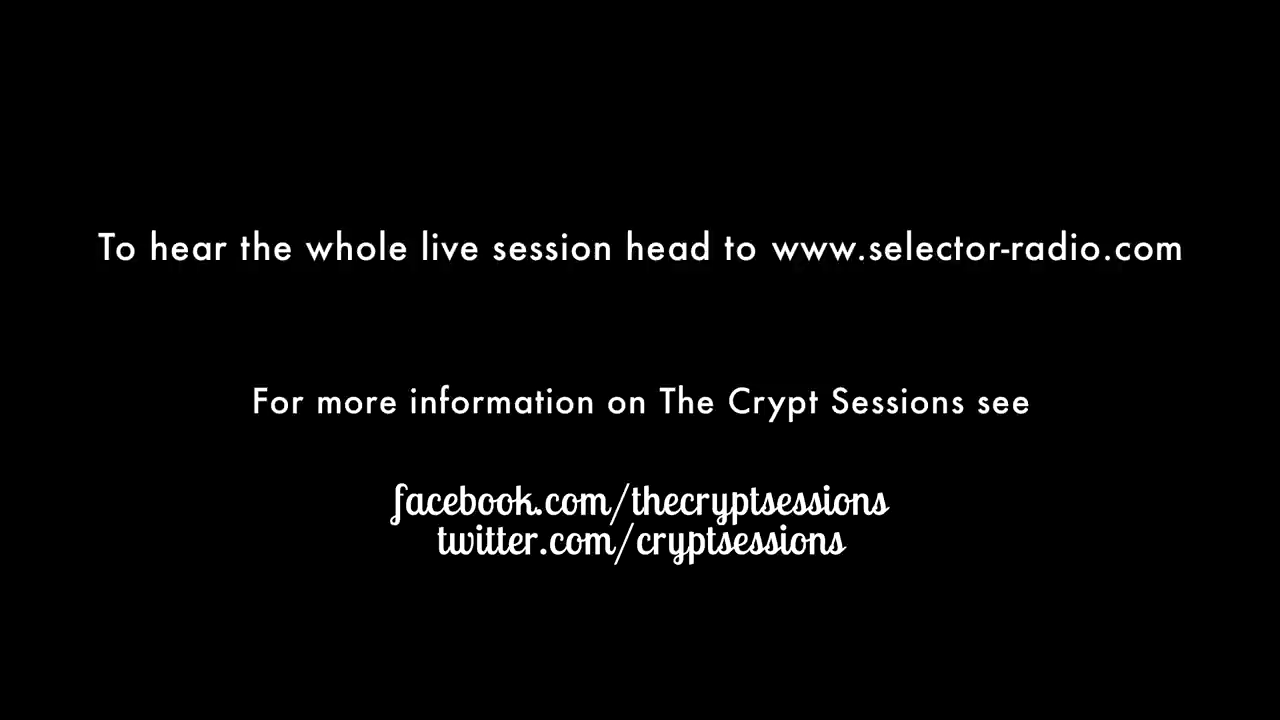 To hear the whole live session head to www.selector-radio.com
For more information on The Crypt Sessions see
facebook.com/thecryptsessions
twitter.com/cryptsessions